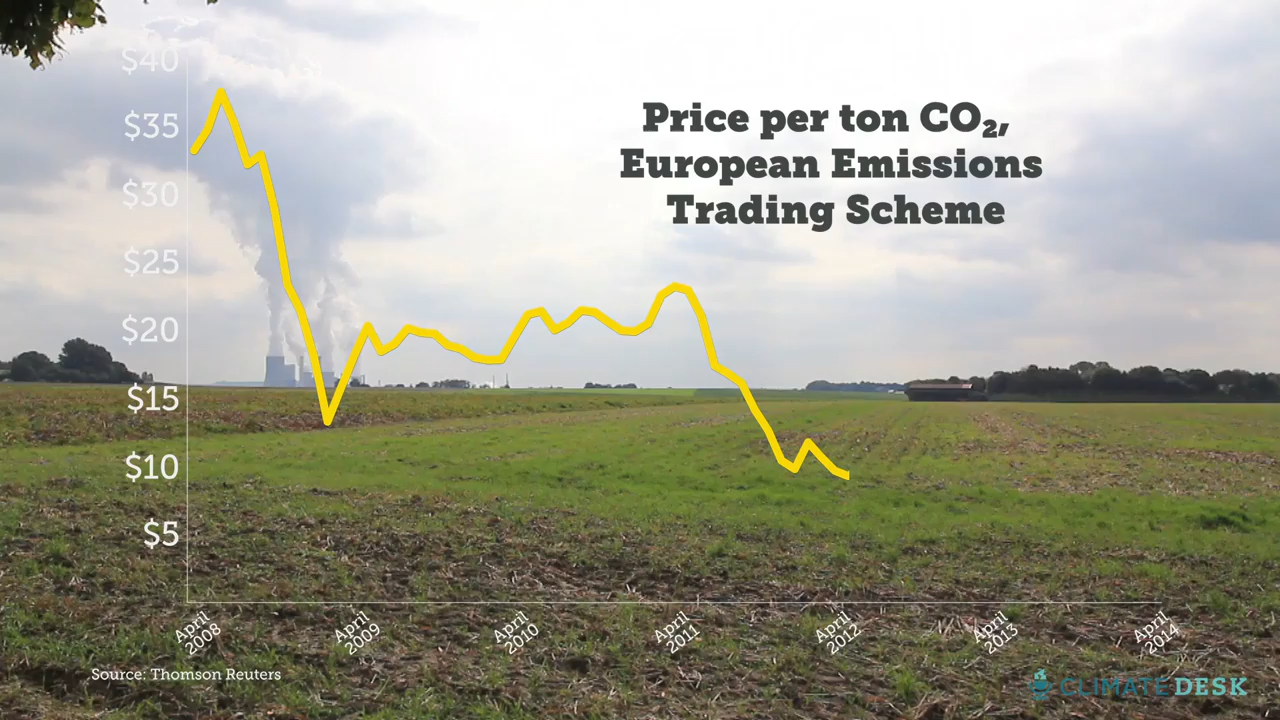 Price per ton CO₂,
European Emissions
Trading Scheme
$40
$35
$30
$25
$20
$15
$10
$5
April 2008
April 2009
April 2010
April 2011
April 2012
April 2013
April 2014
Source: Thomson Reuters
CLIMATE DESK